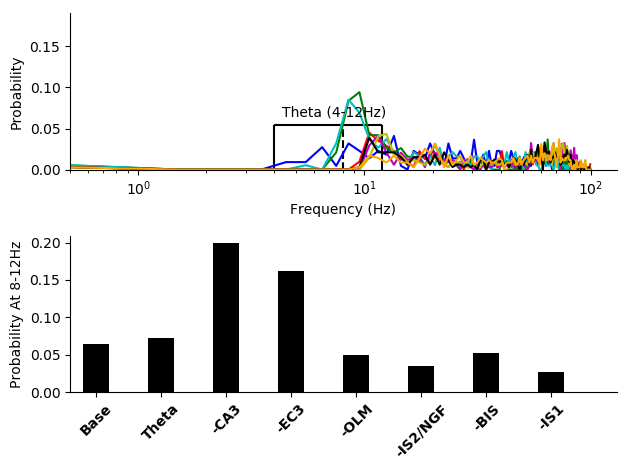 Probability
0.15
0.10
0.05
0.00
Theta (4-12Hz)
10⁰
10¹
10²
Frequency (Hz)
Probability At 8-12Hz
0.20
0.15
0.10
0.05
0.00
Base
Theta
-CA3
-EC3
-OLM
-IS2/NGF
-BIS
-IS1